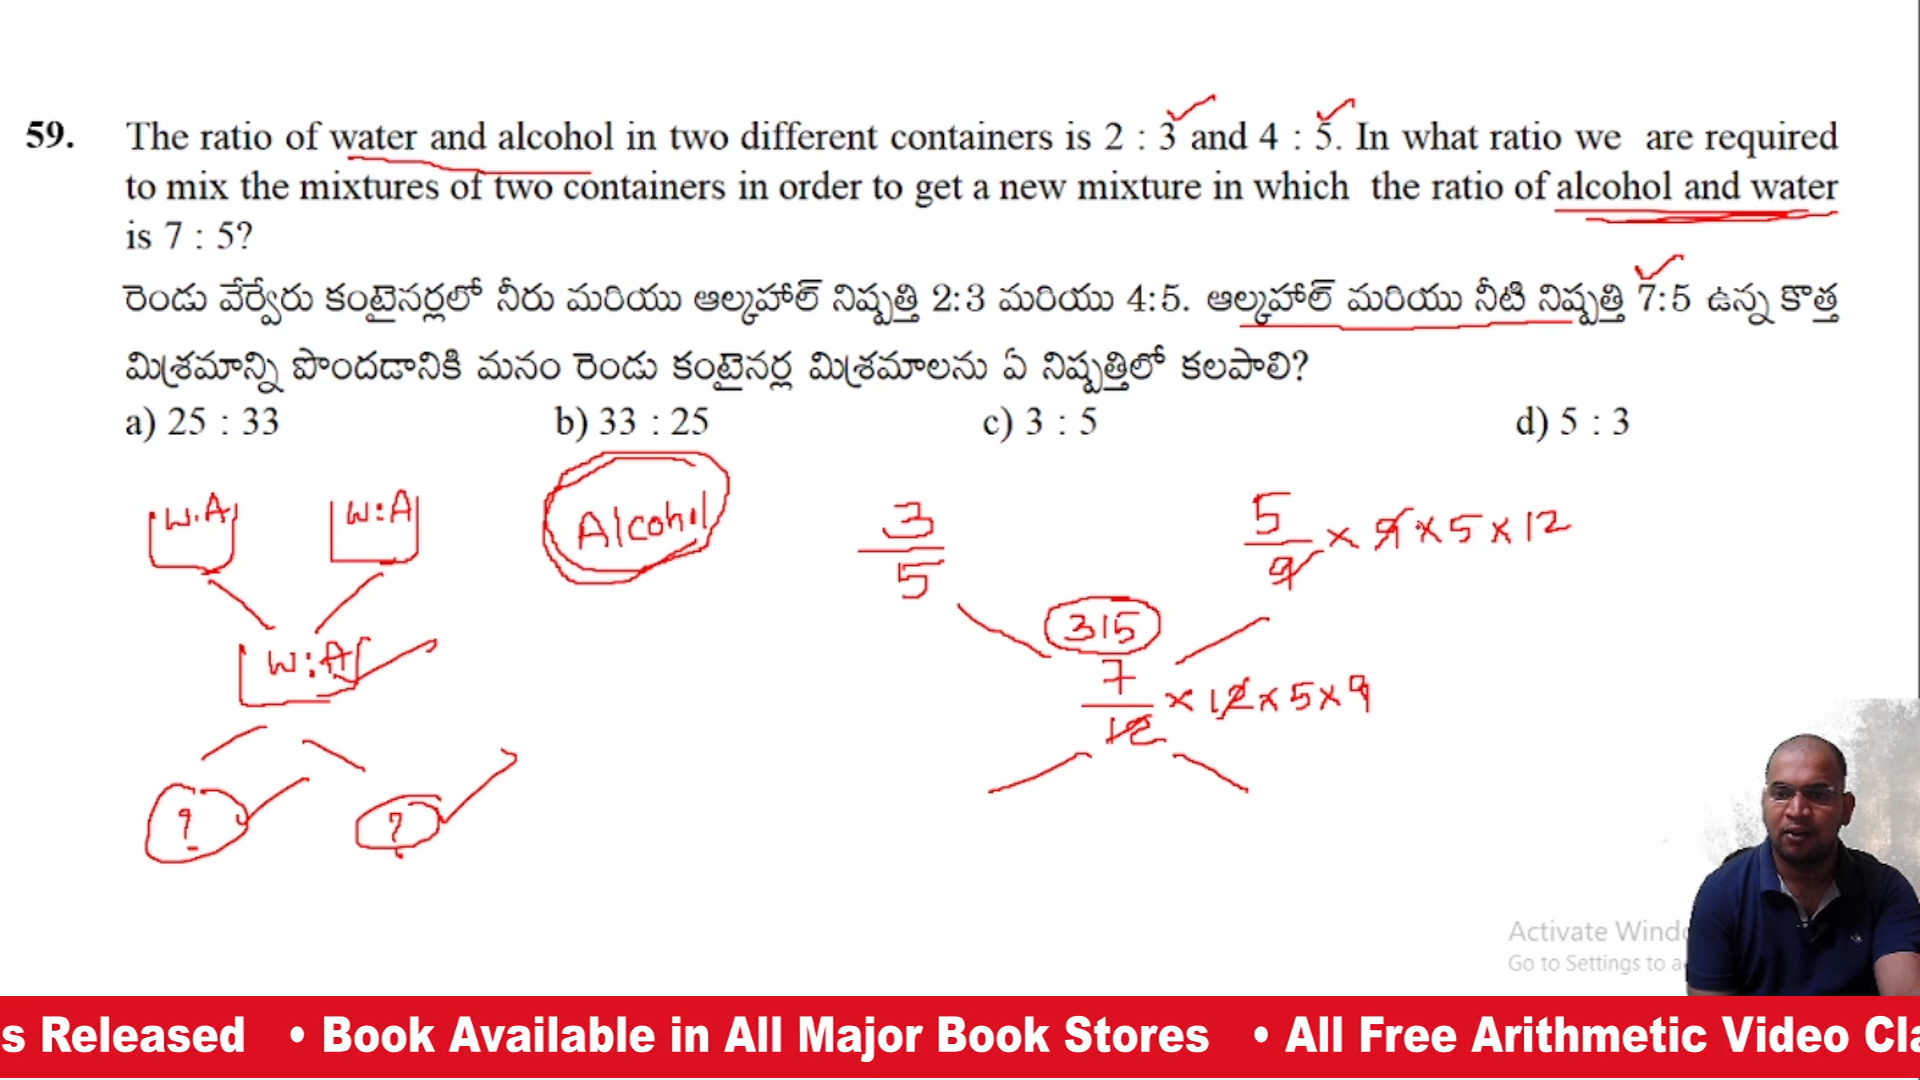 59. The ratio of water and alcohol in two different containers is 2 : 3 and 4 : 5. In what ratio we are required
to mix the mixtures of two containers in order to get a new mixture in which the ratio of alcohol and water
is 7 : 5?
రెండు వేర్వేరు కంటైనర్లలో నీరు మరియు ఆల్కహాల్ నిష్పత్తి 2:3 మరియు 4:5. ఆల్కహాల్ మరియు నీటి నిష్పత్తి 7:5 ఉన్న కొత్త
మిశ్రమాన్ని పొందడానికి మనం రెండు కంటైనర్ల మిశ్రమాలను ఏ నిష్పత్తిలో కలపాలి?
a) 25 : 33 b) 33 : 25 c) 3 : 5 d) 5 : 3
W:A W:A Alcohol 3/5 5/9 × 9 × 5 × 12
315
W:A 7/12 × 12 × 5 × 9
? ?
Activate Windo
Go to Settings to a
s Released • Book Available in All Major Book Stores • All Free Arithmetic Video Cla